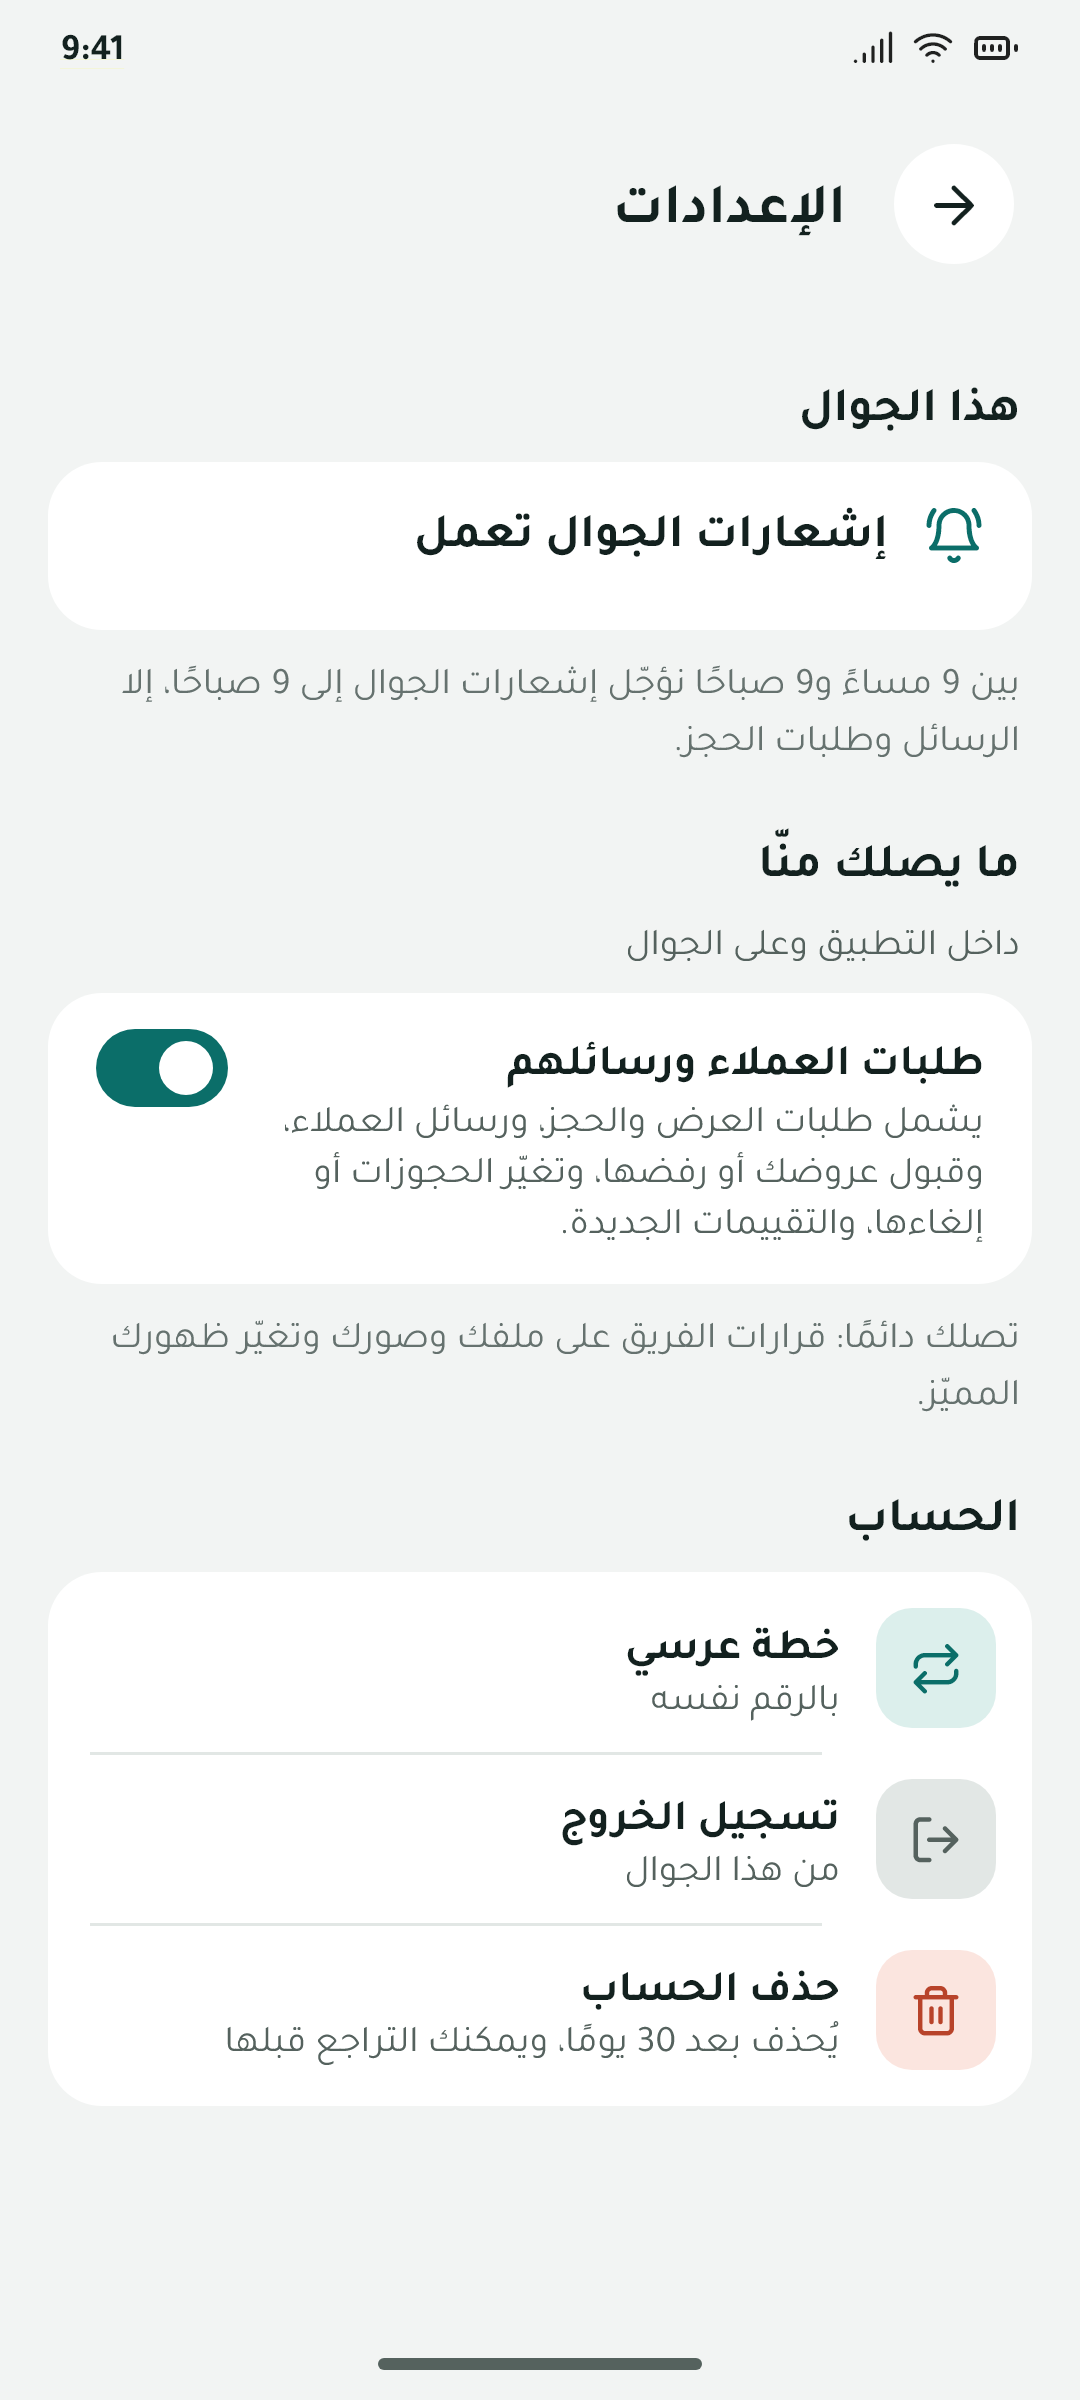 9:41
الإعدادات
هذا الجوال
إشعارات الجوال تعمل
بين 9 مساءً و9 صباحًا نؤجّل إشعارات الجوال إلى 9 صباحًا، إلا
الرسائل وطلبات الحجز.
ما يصلك منّا
داخل التطبيق وعلى الجوال
طلبات العملاء ورسائلهم
يشمل طلبات العرض والحجز، ورسائل العملاء،
وقبول عروضك أو رفضها، وتغيّر الحجوزات أو
إلغاءها، والتقييمات الجديدة.
تصلك دائمًا: قرارات الفريق على ملفك وصورك وتغيّر ظهورك
المميّز.
الحساب
خطة عرسي
بالرقم نفسه
تسجيل الخروج
من هذا الجوال
حذف الحساب
يُحذف بعد 30 يومًا، ويمكنك التراجع قبلها